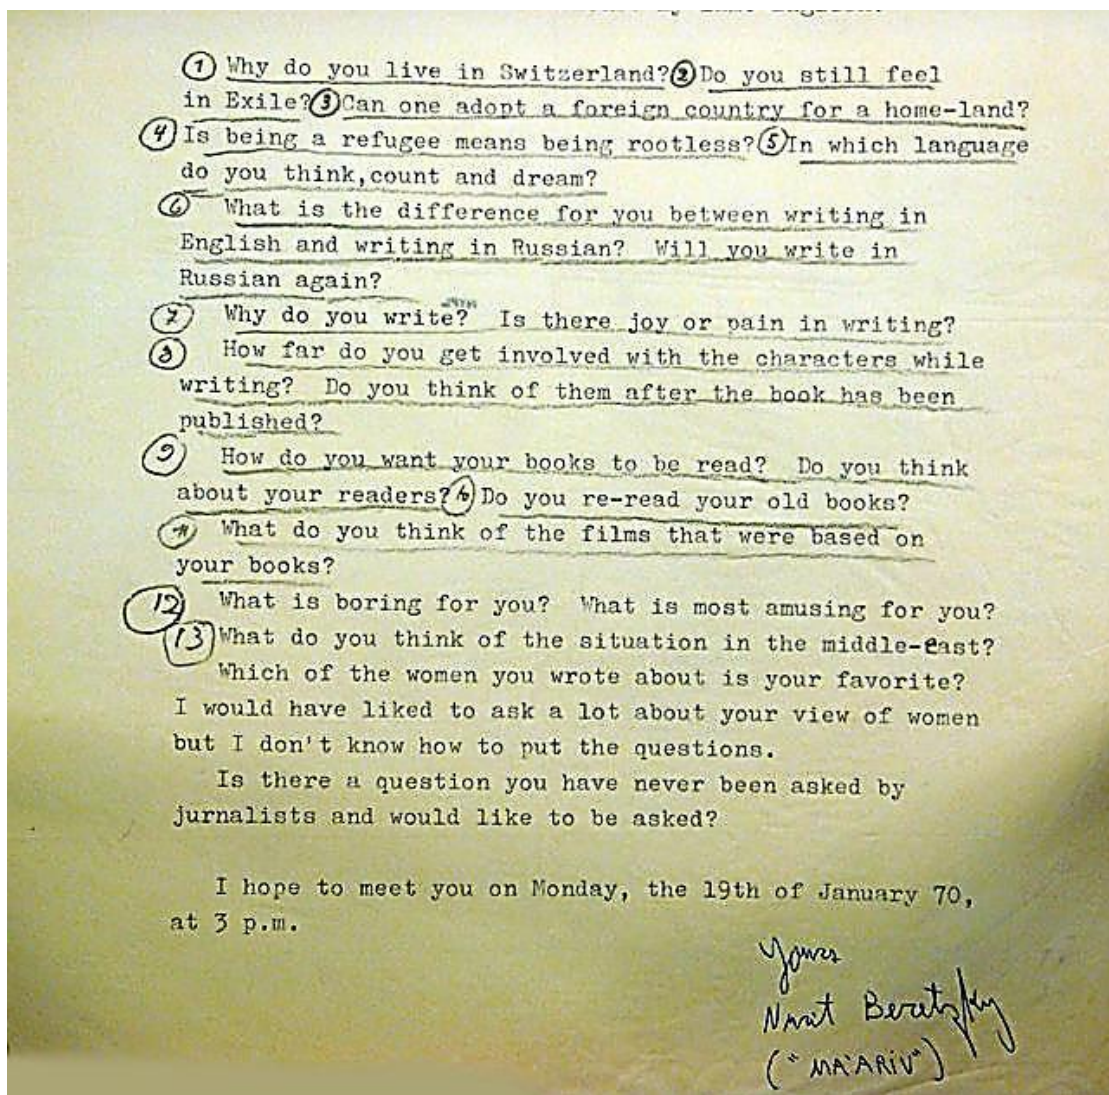 ① Why do you live in Switzerland? ② Do you still feel
in Exile? ③ Can one adopt a foreign country for a home-land?
④ Is being a refugee means being rootless? ⑤ In which language
do you think, count and dream?
⑥ What is the difference for you between writing in
English and writing in Russian? Will you write in
Russian again?
⑦ Why do you write? Is there joy or pain in writing?
⑧ How far do you get involved with the characters while
writing? Do you think of them after the book has been
published?
⑨ How do you want your books to be read? Do you think
about your readers? ⑩ Do you re-read your old books?
⑪ What do you think of the films that were based on
your books?
⑫ What is boring for you? What is most amusing for you?
⑬ What do you think of the situation in the middle-east?
Which of the women you wrote about is your favorite?
I would have liked to ask a lot about your view of women
but I don't know how to put the questions.
Is there a question you have never been asked by
jurnalists and would like to be asked?
I hope to meet you on Monday, the 19th of January 70,
at 3 p.m.
Yours
Nurit Beretzky
("MA'ARIV")